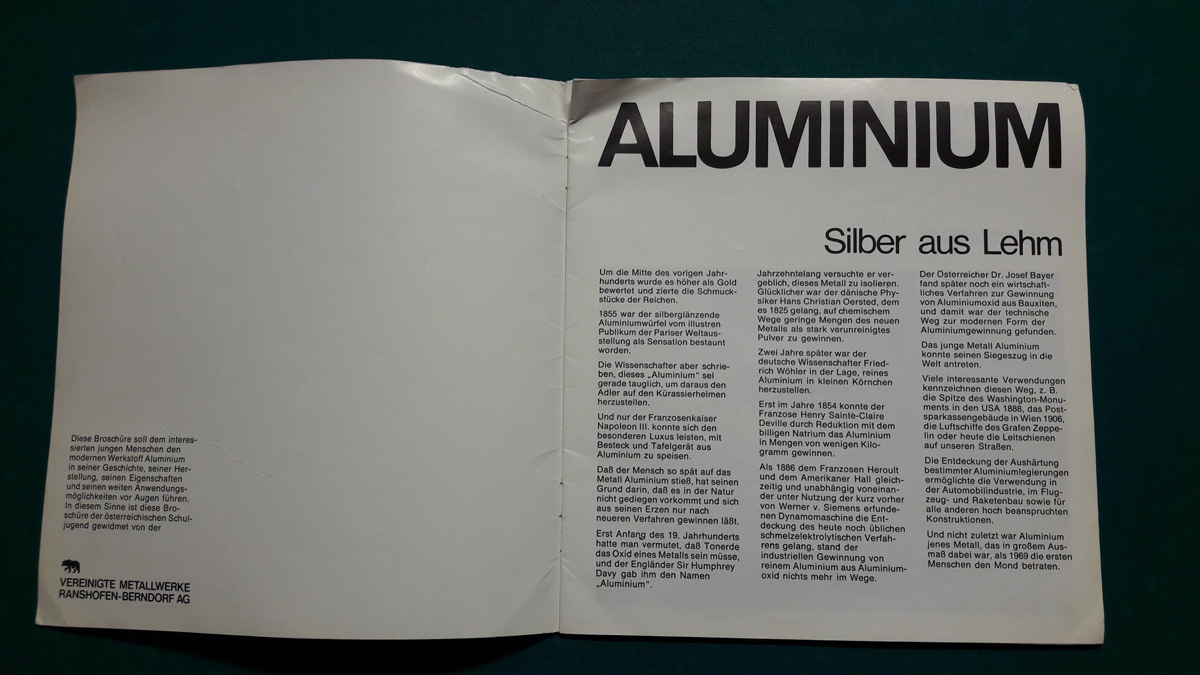 Diese Broschüre soll dem interes-
sierten jungen Menschen den
modernen Werkstoff Aluminium
in seiner Geschichte, seiner Her-
stellung, seinen Eigenschaften
und seinen weiten Anwendungs-
möglichkeiten vor Augen führen.
In diesem Sinne ist diese Bro-
schüre der österreichischen Schul-
jugend gewidmet von der
VEREINIGTE METALLWERKE
RANSHOFEN-BERNDORF AG
ALUMINIUM
Silber aus Lehm
Um die Mitte des vorigen Jahr-
hunderts wurde es höher als Gold
bewertet und zierte die Schmuck-
stücke der Reichen.
1855 war der silberglänzende
Aluminiumwürfel vom illustren
Publikum der Pariser Weltaus-
stellung als Sensation bestaunt
worden.
Die Wissenschafter aber schrie-
ben, dieses „Aluminium“ sei
gerade tauglich, um daraus den
Adler auf den Kürassierhelmen
herzustellen.
Und nur der Franzosenkaiser
Napoleon III. konnte sich den
besonderen Luxus leisten, mit
Besteck und Tafelgerät aus
Aluminium zu speisen.
Daß der Mensch so spät auf das
Metall Aluminium stieß, hat seinen
Grund darin, daß es in der Natur
nicht gediegen vorkommt und sich
aus seinen Erzen nur nach
neueren Verfahren gewinnen läßt.
Erst Anfang des 19. Jahrhunderts
hatte man vermutet, daß Tonerde
das Oxid eines Metalls sein müsse,
und der Engländer Sir Humphrey
Davy gab ihm den Namen
„Aluminium“.
Jahrzehntelang versuchte er ver-
geblich, dieses Metall zu isolieren.
Glücklicher war der dänische Phy-
siker Hans Christian Oersted, dem
es 1825 gelang, auf chemischem
Wege geringe Mengen des neuen
Metalls als stark verunreinigtes
Pulver zu gewinnen.
Zwei Jahre später war der
deutsche Wissenschafter Fried-
rich Wöhler in der Lage, reines
Aluminium in kleinen Körnchen
herzustellen.
Erst im Jahre 1854 konnte der
Franzose Henry Sainte-Claire
Deville durch Reduktion mit dem
billigen Natrium das Aluminium
in Mengen von wenigen Kilo-
gramm gewinnen.
Als 1886 dem Franzosen Heroult
und dem Amerikaner Hall gleich-
zeitig und unabhängig voneinan-
der unter Nutzung der kurz vorher
von Werner v. Siemens erfunde-
nen Dynamomaschine die Ent-
deckung des heute noch üblichen
schmelzelektrolytischen Verfah-
rens gelang, stand der
industriellen Gewinnung von
reinem Aluminium aus Aluminium-
oxid nichts mehr im Wege.
Der Österreicher Dr. Josef Bayer
fand später noch ein wirtschaft-
liches Verfahren zur Gewinnung
von Aluminiumoxid aus Bauxiten,
und damit war der technische
Weg zur modernen Form der
Aluminiumgewinnung gefunden.
Das junge Metall Aluminium
konnte seinen Siegeszug in die
Welt antreten.
Viele interessante Verwendungen
kennzeichnen diesen Weg, z. B.
die Spitze des Washington-Monu-
ments in den USA 1888, das Post-
sparkassengebäude in Wien 1906,
die Luftschiffe des Grafen Zeppe-
lin oder heute die Leitschienen
auf unseren Straßen.
Die Entdeckung der Aushärtung
bestimmter Aluminiumlegierungen
ermöglichte die Verwendung in
der Automobilindustrie, im Flug-
zeug- und Raketenbau sowie für
alle anderen hoch beanspruchten
Konstruktionen.
Und nicht zuletzt war Aluminium
jenes Metall, das in großem Aus-
maß dabei war, als 1969 die ersten
Menschen den Mond betraten.